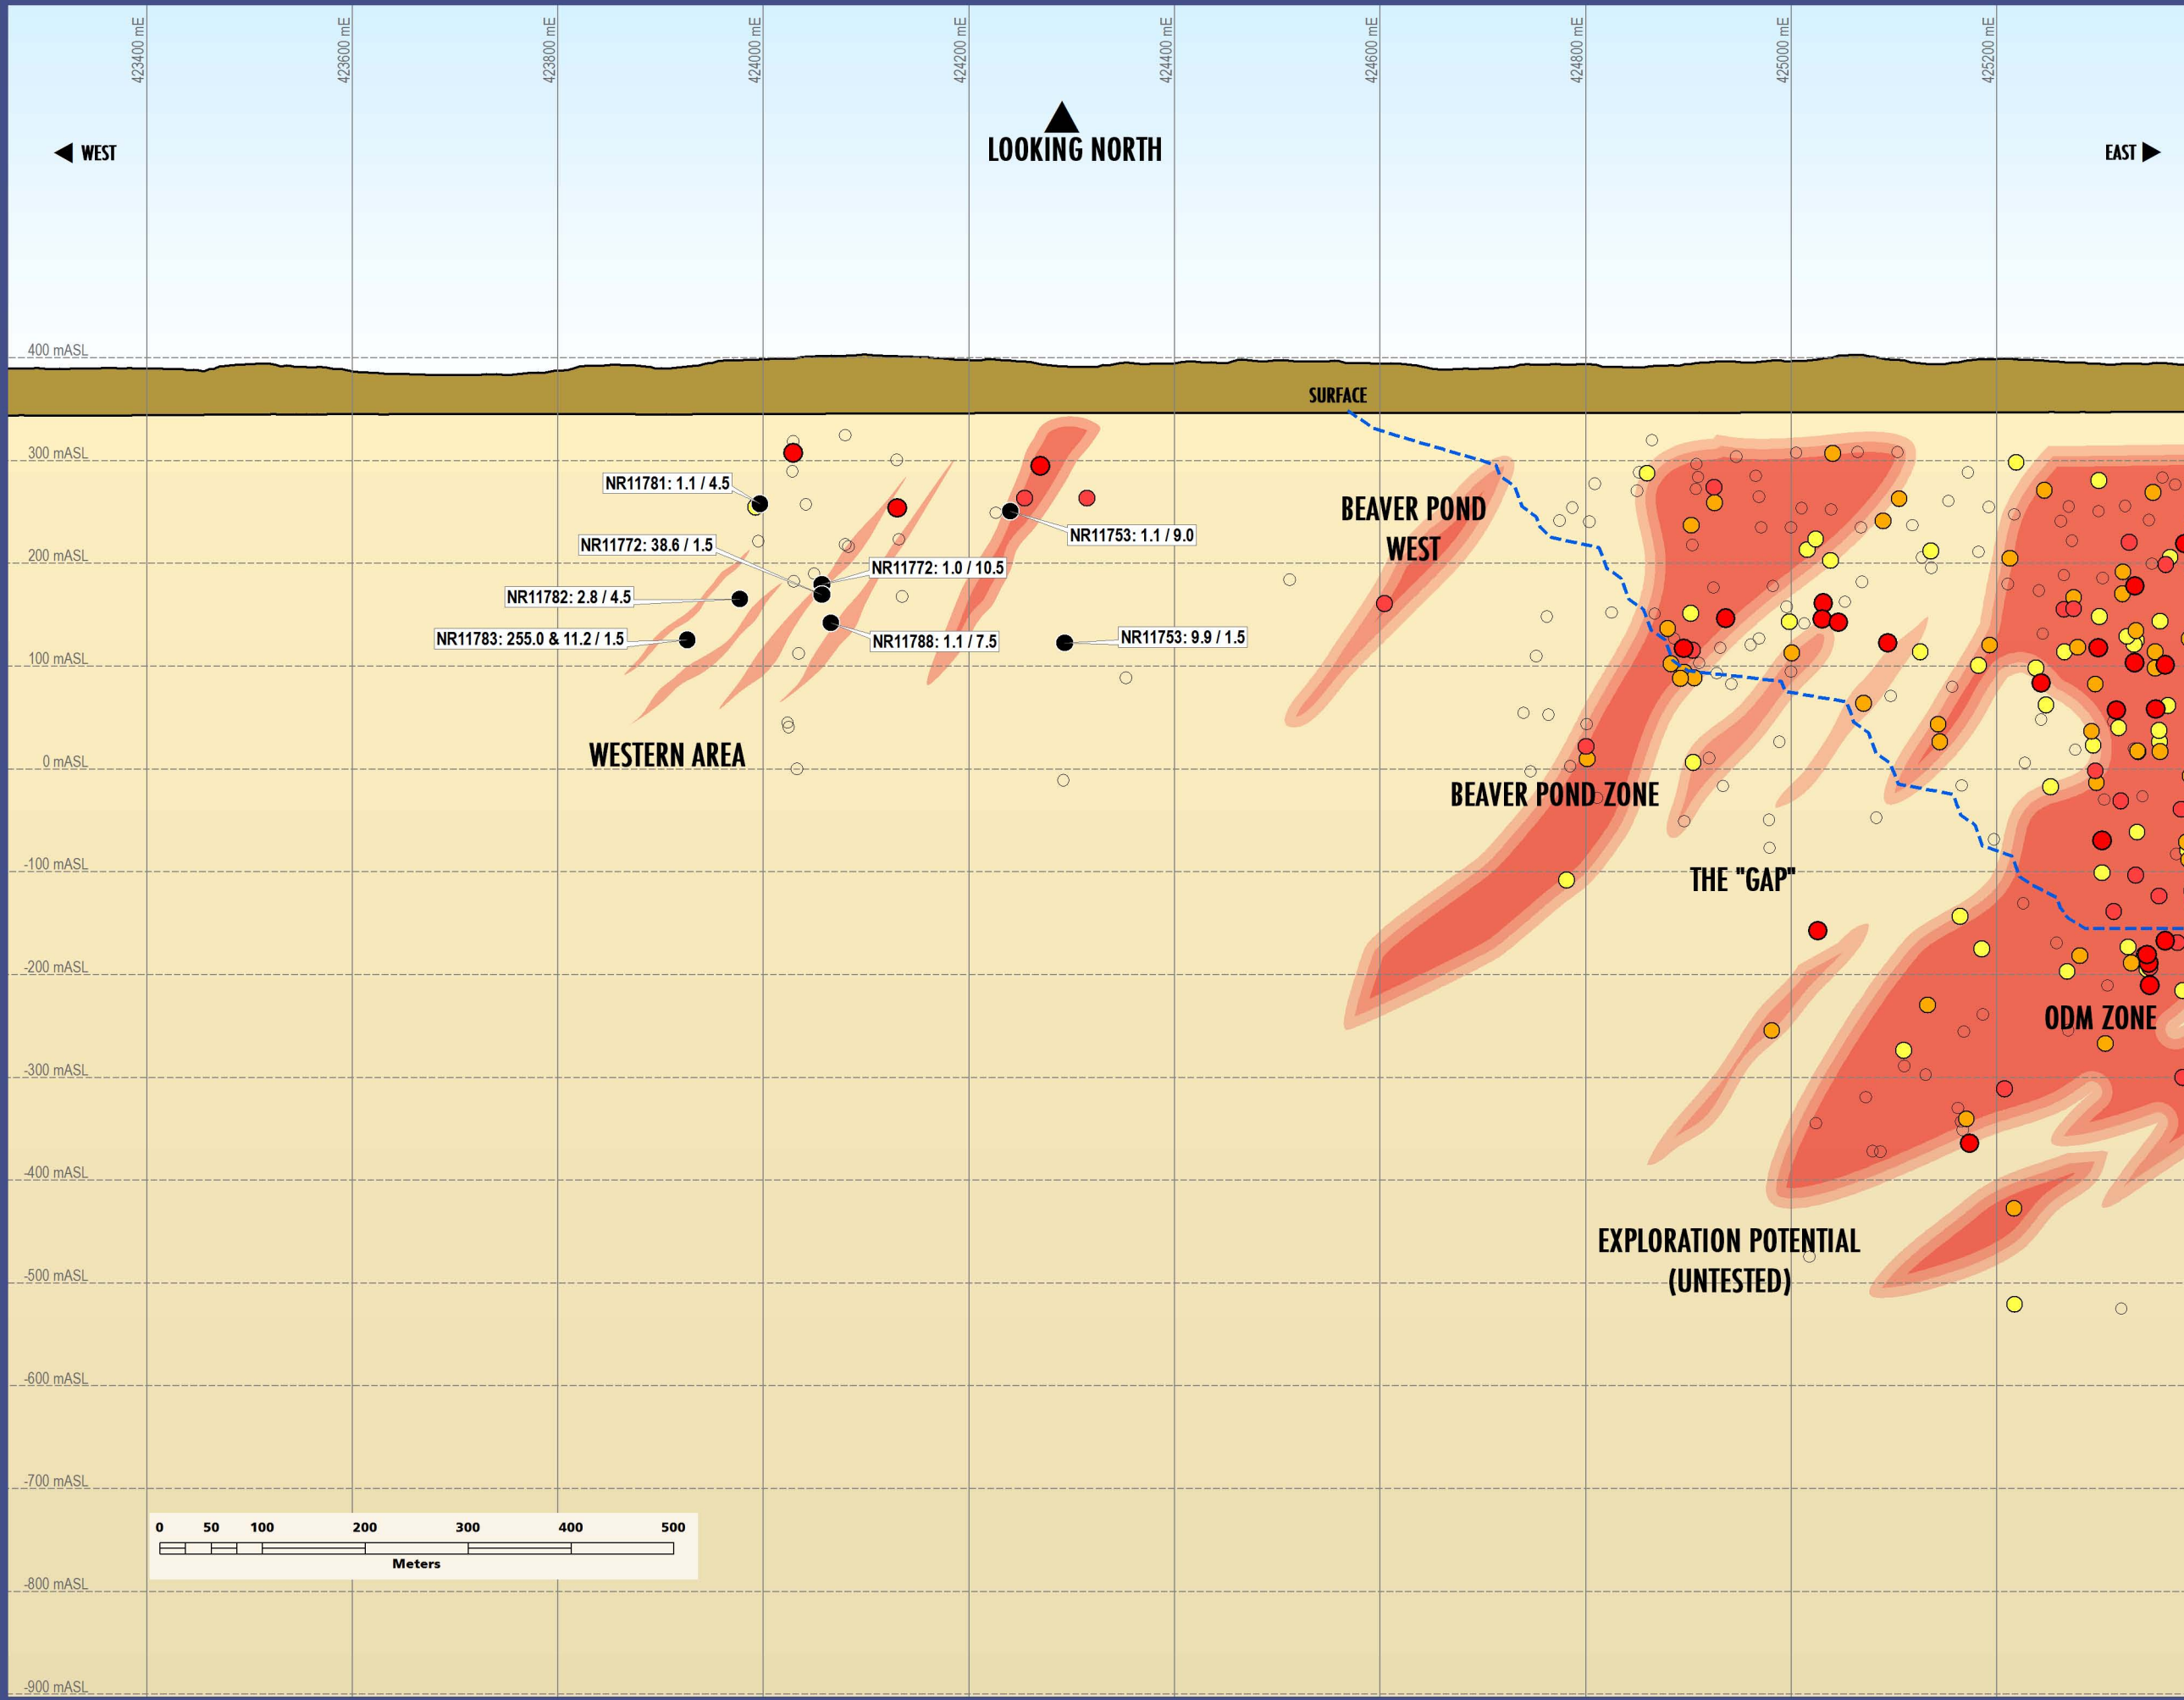 423400 mE
423600 mE
423800 mE
424000 mE
424200 mE
424400 mE
424600 mE
424800 mE
425000 mE
425200 mE
WEST
LOOKING NORTH
EAST
400 mASL
SURFACE
300 mASL
NR11781: 1.1 / 4.5
BEAVER POND
WEST
NR11753: 1.1 / 9.0
NR11772: 38.6 / 1.5
200 mASL
NR11772: 1.0 / 10.5
NR11782: 2.8 / 4.5
NR11783: 255.0 & 11.2 / 1.5
NR11788: 1.1 / 7.5
NR11753: 9.9 / 1.5
100 mASL
WESTERN AREA
0 mASL
BEAVER POND ZONE
-100 mASL
THE "GAP"
-200 mASL
ODM ZONE
-300 mASL
-400 mASL
EXPLORATION POTENTIAL
(UNTESTED)
-500 mASL
-600 mASL
-700 mASL
0 50 100 200 300 400 500
Meters
-800 mASL
-900 mASL